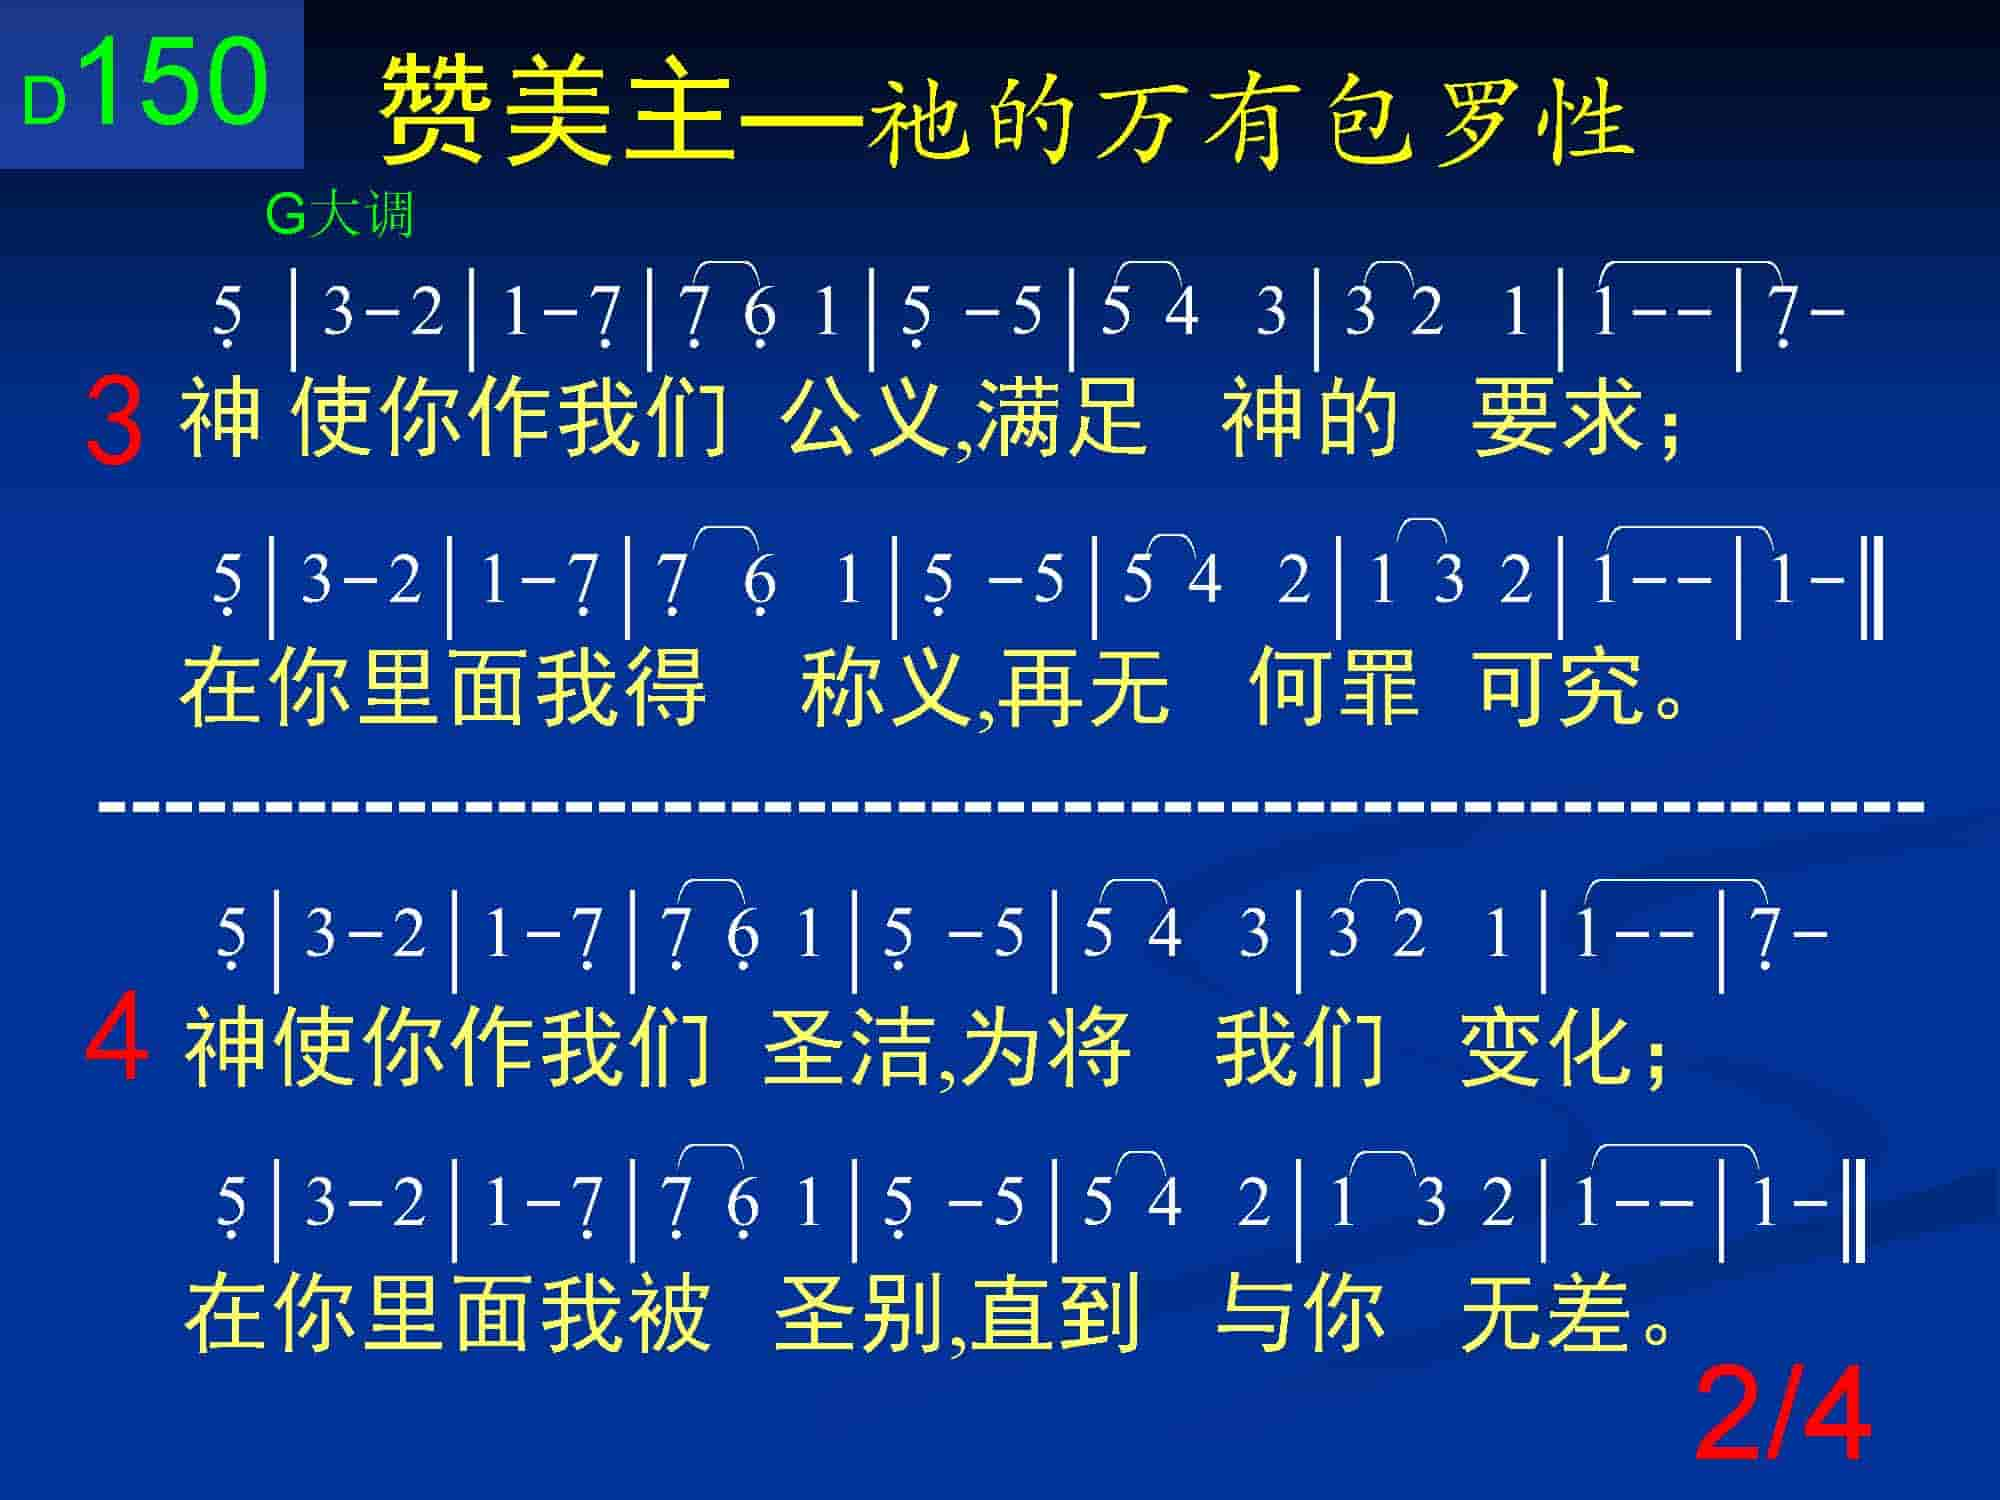 D150
赞美主—祂的万有包罗性
G大调
5̣ | 3-2 | 1-7̣ | 7̣ 6̣ 1 | 5̣ -5 | 5 4 3 | 3 2 1 | 1-- | 7̣-
3 神使你作我们 公义,满足 神的 要求；
5̣ | 3-2 | 1-7̣ | 7̣ 6̣ 1 | 5̣ -5 | 5 4 2 | 1 3 2 | 1-- | 1-‖
在你里面我得 称义,再无 何罪 可究。
--------------------------------------------------------
5̣ | 3-2 | 1-7̣ | 7̣ 6̣ 1 | 5̣ -5 | 5 4 3 | 3 2 1 | 1-- | 7̣-
4 神使你作我们 圣洁,为将 我们 变化；
5̣ | 3-2 | 1-7̣ | 7̣ 6̣ 1 | 5̣ -5 | 5 4 2 | 1 3 2 | 1-- | 1-‖
在你里面我被 圣别,直到 与你 无差。
2/4